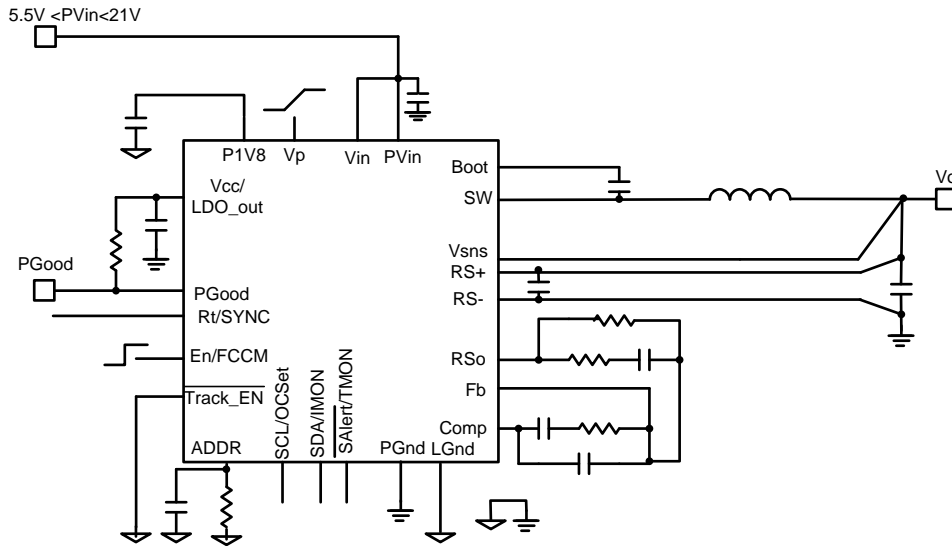 5.5V <PVin<21V
P1V8
Vp
Vin
PVin
Boot
Vcc/
LDO_out
SW
Vo
Vsns
RS+
RS-
PGood
PGood
Rt/SYNC
En/FCCM
RSo
Track_EN
Fb
Comp
ADDR
SCL/OCSet
SDA/IMON
SAlert/TMON
PGnd
LGnd